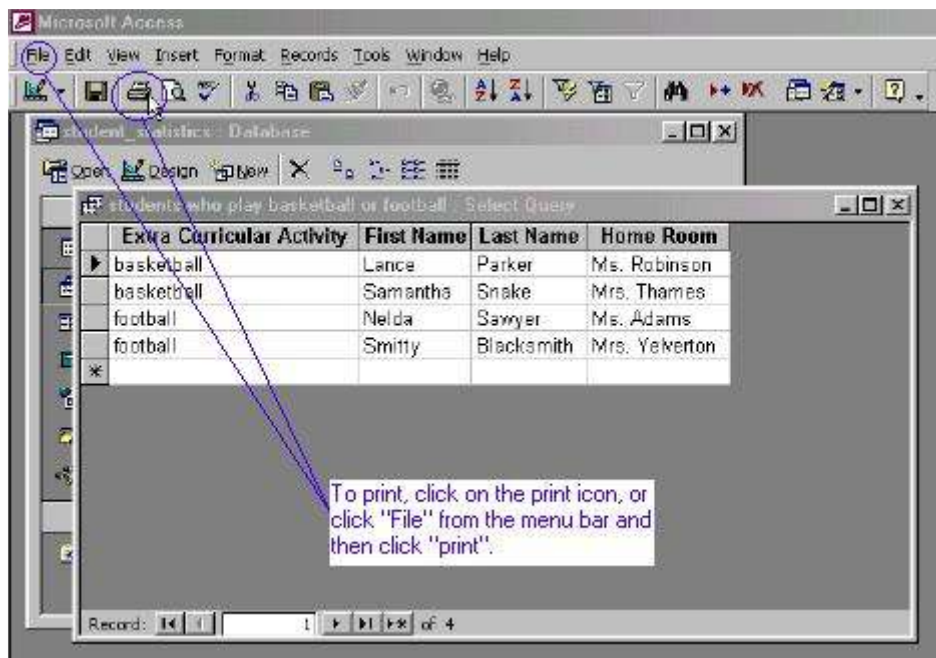 Microsoft Access
File Edit View Insert Format Records Tools Window Help
student_statistics : Database
Open Design New
students who play basketball or football : Select Query
Extra Curricular Activity First Name Last Name Home Room
basketball Lance Parker Ms. Robinson
basketball Samantha Snake Mrs. Thames
football Nelda Sawyer Ms. Adams
football Smitty Blacksmith Mrs. Yelverton
To print, click on the print icon, or
click "File" from the menu bar and
then click "print".
Record: 1 of 4